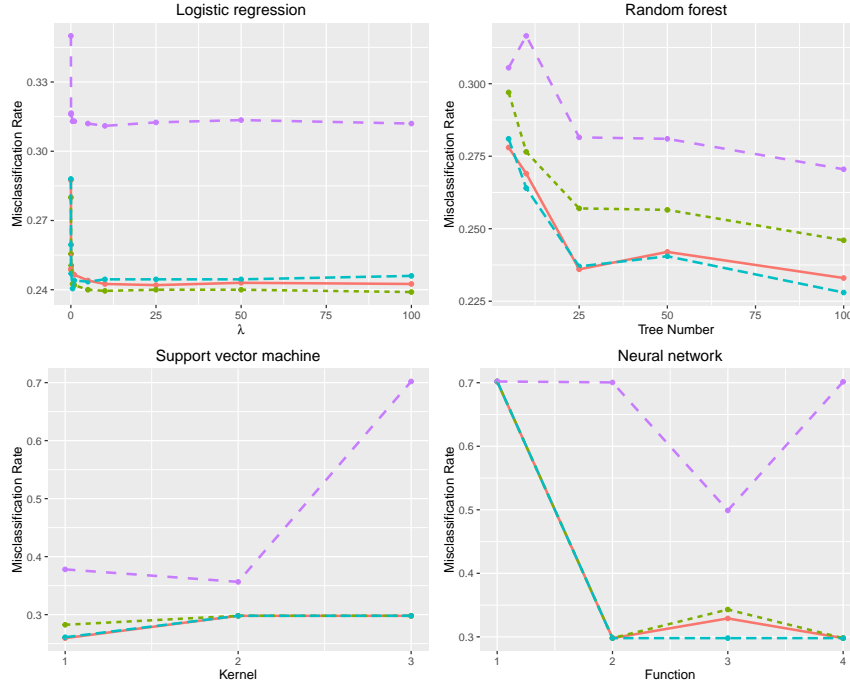 Logistic regression
Misclassification Rate
0.33
0.30
0.27
0.24
0 25 50 75 100
λ
Random forest
Misclassification Rate
0.300
0.275
0.250
0.225
25 50 75 100
Tree Number
Support vector machine
Misclassification Rate
0.7
0.6
0.5
0.4
0.3
1 2 3
Kernel
Neural network
Misclassification Rate
0.7
0.6
0.5
0.4
0.3
1 2 3 4
Function